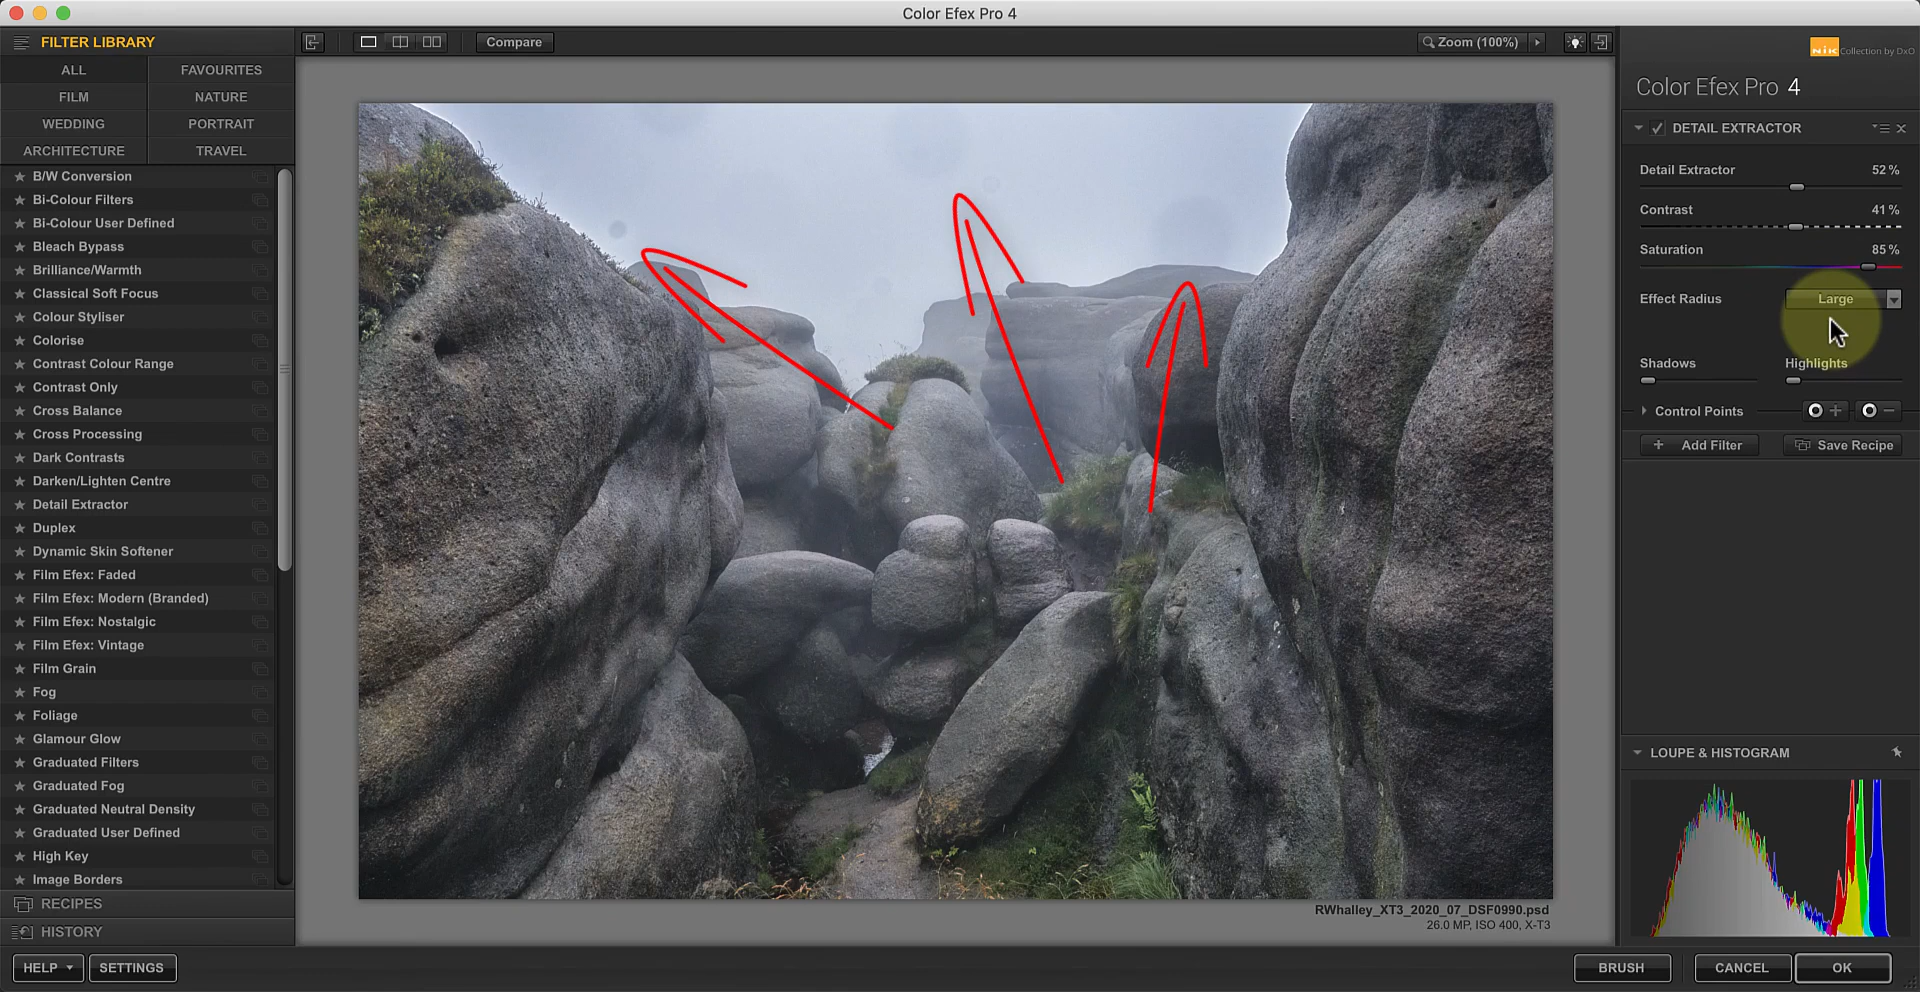 Color Efex Pro 4
FILTER LIBRARY
Compare
Zoom (100%)
ALL
FAVOURITES
FILM
NATURE
WEDDING
PORTRAIT
ARCHITECTURE
TRAVEL
B/W Conversion
Bi-Colour Filters
Bi-Colour User Defined
Bleach Bypass
Brilliance/Warmth
Classical Soft Focus
Colour Styliser
Colorise
Contrast Colour Range
Contrast Only
Cross Balance
Cross Processing
Dark Contrasts
Darken/Lighten Centre
Detail Extractor
Duplex
Dynamic Skin Softener
Film Efex: Faded
Film Efex: Modern (Branded)
Film Efex: Nostalgic
Film Efex: Vintage
Film Grain
Fog
Foliage
Glamour Glow
Graduated Filters
Graduated Fog
Graduated Neutral Density
Graduated User Defined
High Key
Image Borders
RECIPES
HISTORY
HELP
SETTINGS
RWhalley_XT3_2020_07_DSF0990.psd
26.0 MP, ISO 400, X-T3
Nik Collection by DxO
Color Efex Pro 4
DETAIL EXTRACTOR
Detail Extractor 52%
Contrast 41%
Saturation 85%
Effect Radius Large
Shadows Highlights
Control Points
Add Filter Save Recipe
LOUPE & HISTOGRAM
BRUSH
CANCEL
OK